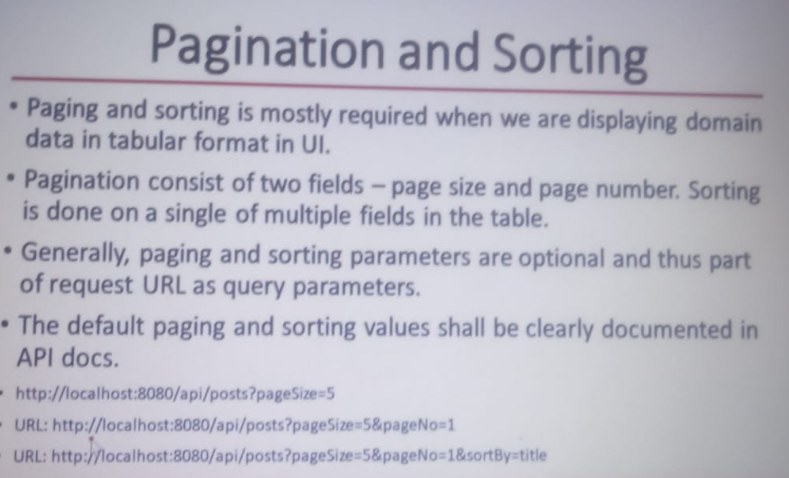 Pagination and Sorting
• Paging and sorting is mostly required when we are displaying domain
data in tabular format in UI.
• Pagination consist of two fields – page size and page number. Sorting
is done on a single of multiple fields in the table.
• Generally, paging and sorting parameters are optional and thus part
of request URL as query parameters.
• The default paging and sorting values shall be clearly documented in
API docs.
• http://localhost:8080/api/posts?pageSize=5
• URL: http://localhost:8080/api/posts?pageSize=5&pageNo=1
• URL: http://localhost:8080/api/posts?pageSize=5&pageNo=1&sortBy=title